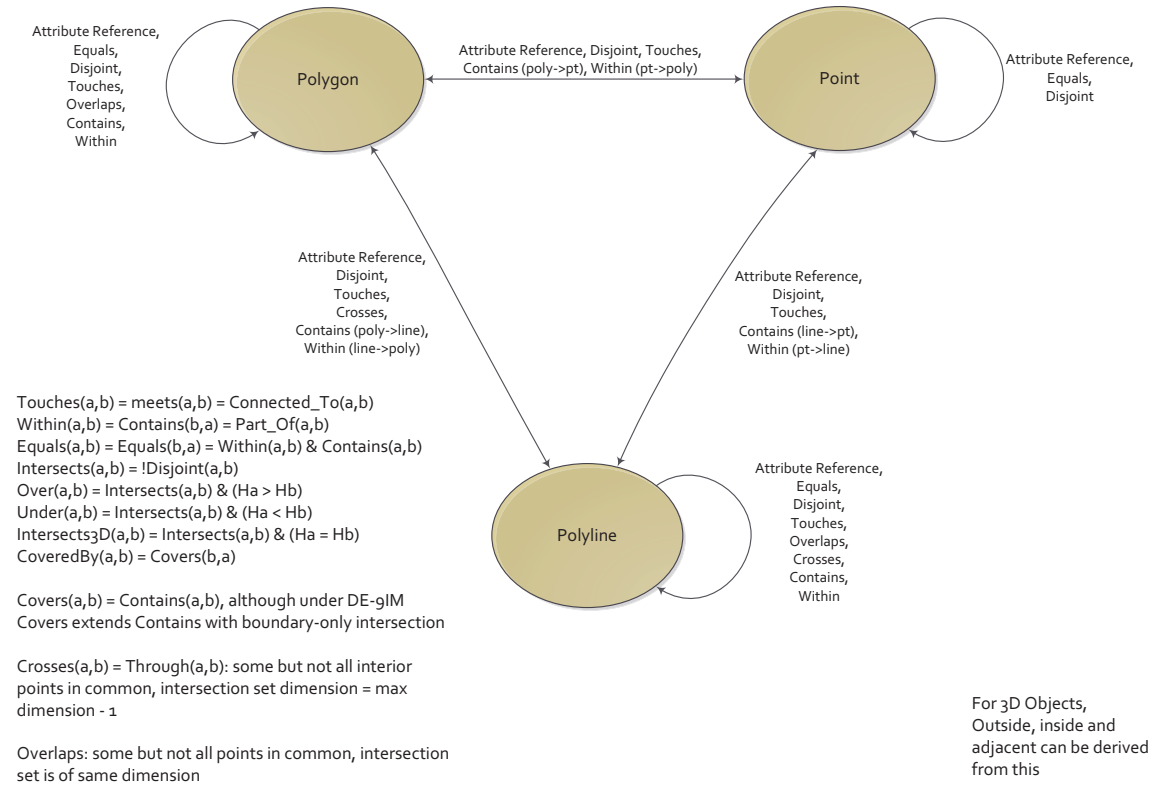 Attribute Reference,
Equals,
Disjoint,
Touches,
Overlaps,
Contains,
Within
Polygon
Attribute Reference, Disjoint, Touches,
Contains (poly->pt), Within (pt->poly)
Point
Attribute Reference,
Equals,
Disjoint
Attribute Reference,
Disjoint,
Touches,
Crosses,
Contains (poly->line),
Within (line->poly)
Attribute Reference,
Disjoint,
Touches,
Contains (line->pt),
Within (pt->line)
Touches(a,b) = meets(a,b) = Connected_To(a,b)
Within(a,b) = Contains(b,a) = Part_Of(a,b)
Equals(a,b) = Equals(b,a) = Within(a,b) & Contains(a,b)
Intersects(a,b) = !Disjoint(a,b)
Over(a,b) = Intersects(a,b) & (Ha > Hb)
Under(a,b) = Intersects(a,b) & (Ha < Hb)
Intersects3D(a,b) = Intersects(a,b) & (Ha = Hb)
CoveredBy(a,b) = Covers(b,a)
Covers(a,b) = Contains(a,b), although under DE-9IM
Covers extends Contains with boundary-only intersection
Crosses(a,b) = Through(a,b): some but not all interior
points in common, intersection set dimension = max
dimension - 1
Overlaps: some but not all points in common, intersection
set is of same dimension
Polyline
Attribute Reference,
Equals,
Disjoint,
Touches,
Overlaps,
Crosses,
Contains,
Within
For 3D Objects,
Outside, inside and
adjacent can be derived
from this